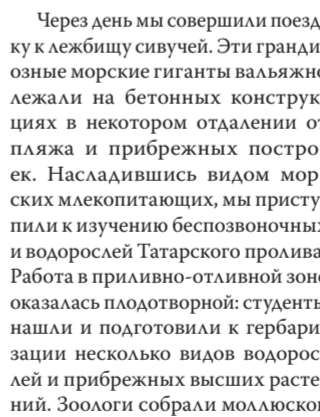 Через день мы совершили поезд
ку к лежбищу сивучей. Эти гранди
озные морские гиганты вальяжно
лежали на бетонных конструк
циях в некотором отдалении от
пляжа и прибрежных постро
ек. Насладившись видом мор
ских млекопитающих, мы присту
пили к изучению беспозвоночных
и водорослей Татарского пролива
Работа в приливно-отливной зоне
оказалась плодотворной: студенты
нашли и подготовили к гербари
зации несколько видов водорос
лей и прибрежных высших расте
ний. Зоологи собрали моллюсков